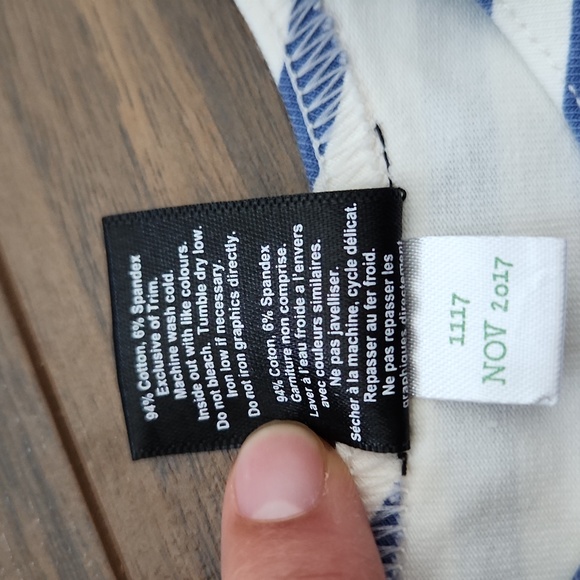 94% Cotton, 6% Spandex
Exclusive of Trim.
Machine wash cold.
Inside out with like colours.
Do not bleach. Tumble dry low.
Iron low if necessary.
Do not iron graphics directly.
94% Coton, 6% Spandex
Garniture non comprise.
Laver à l'eau froide a l'envers
avec couleurs similaires.
Ne pas javelliser.
Sécher à la machine, cycle délicat.
Repasser au fer froid.
Ne pas repasser les
graphiques directement
1117
NOV 2017